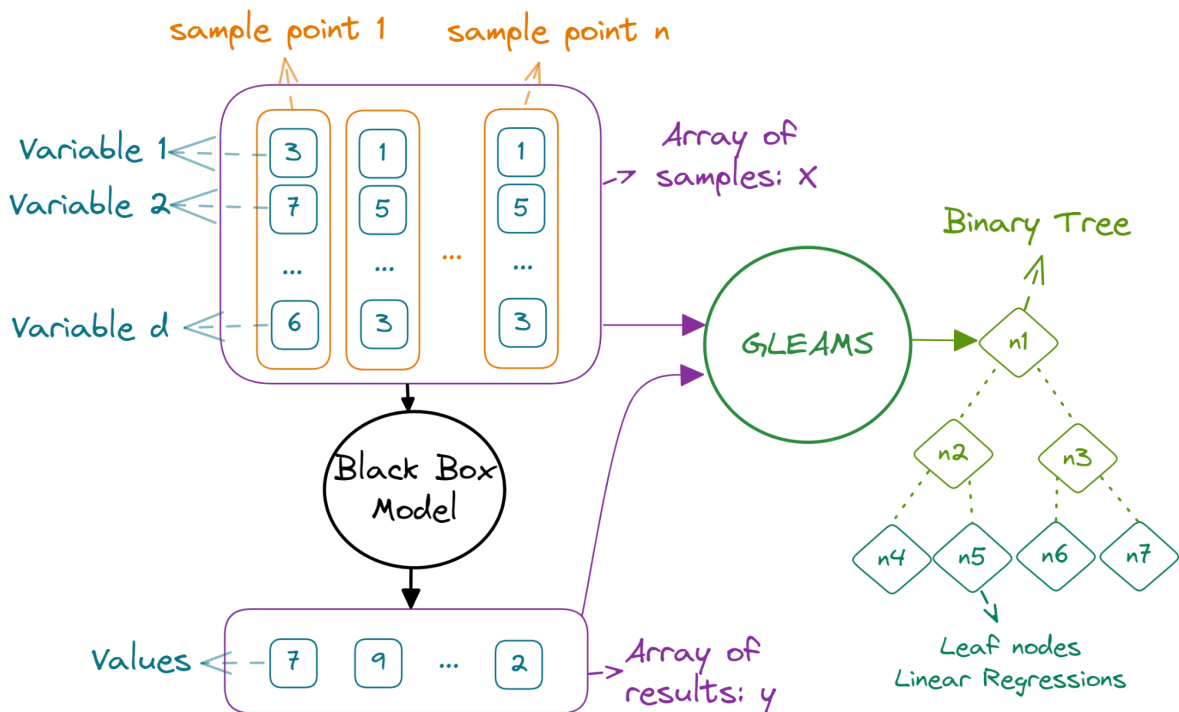 sample point 1
sample point n
Variable 1
3
1
1
Array of
samples: X
Variable 2
7
5
5
...
...
...
...
Variable d
6
3
3
Binary Tree
GLEAMS
n1
n2
n3
n4
n5
n6
n7
Leaf nodes
Linear Regressions
Black Box
Model
Values
7
9
...
2
Array of
results: y